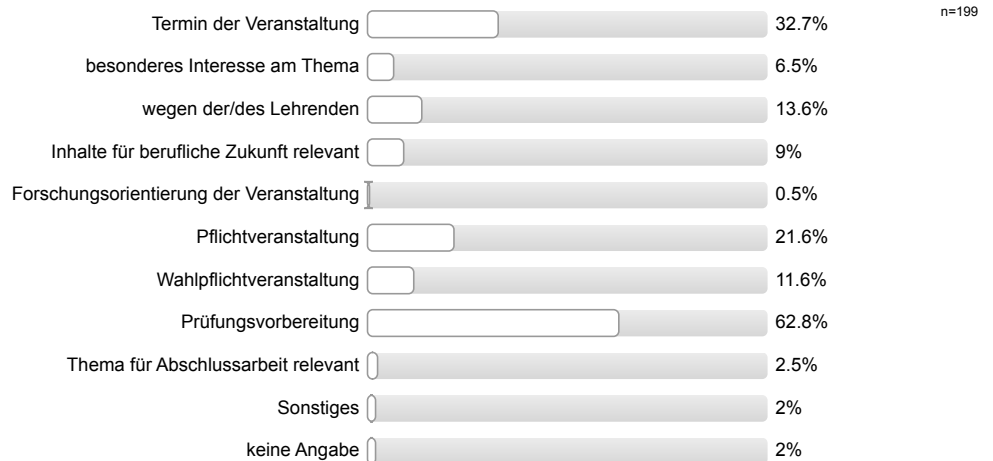 n=199
Termin der Veranstaltung 32.7%
besonderes Interesse am Thema 6.5%
wegen der/des Lehrenden 13.6%
Inhalte für berufliche Zukunft relevant 9%
Forschungsorientierung der Veranstaltung 0.5%
Pflichtveranstaltung 21.6%
Wahlpflichtveranstaltung 11.6%
Prüfungsvorbereitung 62.8%
Thema für Abschlussarbeit relevant 2.5%
Sonstiges 2%
keine Angabe 2%